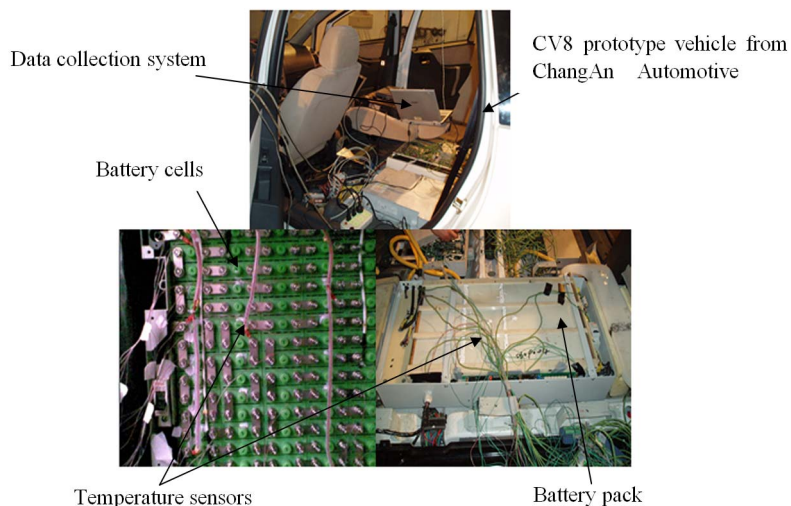 Data collection system
CV8 prototype vehicle from
ChangAn Automotive
Battery cells
Temperature sensors
Battery pack